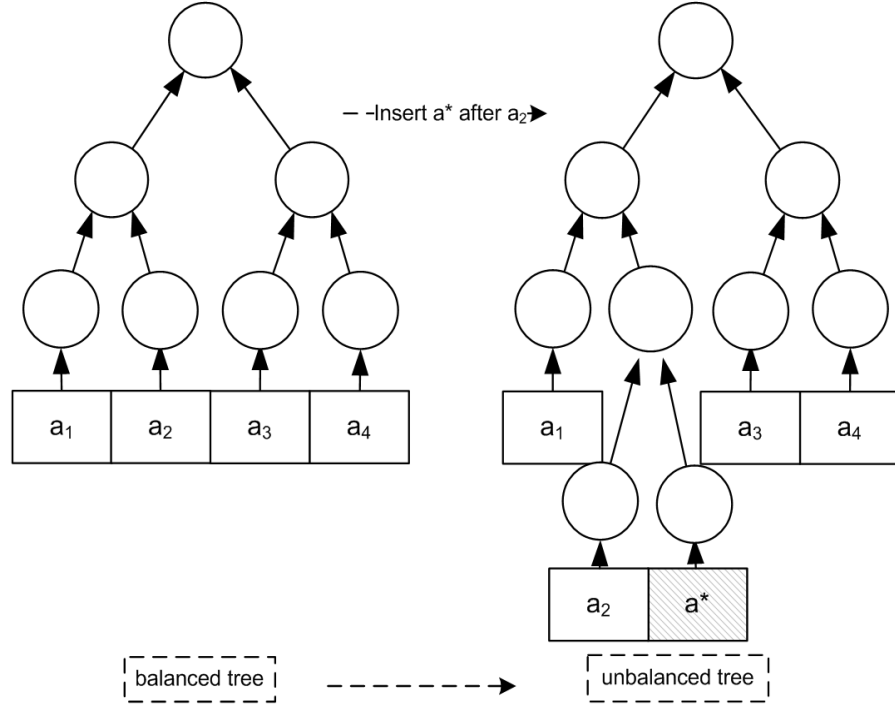 Insert a* after a₂
a₁ a₂ a₃ a₄
a₁ a₃ a₄
a₂ a*
balanced tree
unbalanced tree